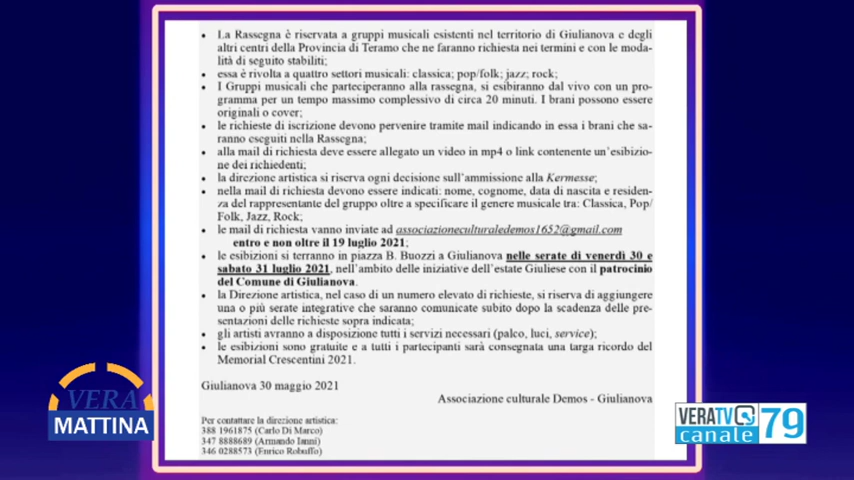 • La Rassegna è riservata a gruppi musicali esistenti nel territorio di Giulianova e degli
altri centri della Provincia di Teramo che ne faranno richiesta nei termini e con le moda-
lità di seguito stabiliti;
• essa è rivolta a quattro settori musicali: classica; pop/folk; jazz; rock;
• I Gruppi musicali che parteciperanno alla rassegna, si esibiranno dal vivo con un pro-
gramma per un tempo massimo complessivo di circa 20 minuti. I brani possono essere
originali o cover;
• le richieste di iscrizione devono pervenire tramite mail indicando in essa i brani che sa-
ranno eseguiti nella Rassegna;
• alla mail di richiesta deve essere allegato un video in mp4 o link contenente un'esibizio-
ne dei richiedenti;
• la direzione artistica si riserva ogni decisione sull'ammissione alla Kermesse;
• nella mail di richiesta devono essere indicati: nome, cognome, data di nascita e residen-
za del rappresentante del gruppo oltre a specificare il genere musicale tra: Classica, Pop/
Folk, Jazz, Rock;
• le mail di richiesta vanno inviate ad associazioneculturaledemos1652@gmail.com
entro e non oltre il 19 luglio 2021;
• le esibizioni si terranno in piazza B. Buozzi a Giulianova nelle serate di venerdì 30 e
sabato 31 luglio 2021, nell'ambito delle iniziative dell'estate Giuliese con il patrocinio
del Comune di Giulianova.
• la Direzione artistica, nel caso di un numero elevato di richieste, si riserva di aggiungere
una o più serate integrative che saranno comunicate subito dopo la scadenza delle pre-
sentazioni delle richieste sopra indicata;
• gli artisti avranno a disposizione tutti i servizi necessari (palco, luci, service);
• le esibizioni sono gratuite e a tutti i partecipanti sarà consegnata una targa ricordo del
Memorial Crescentini 2021.
Giulianova 30 maggio 2021
Associazione culturale Demos - Giulianova
Per contattare la direzione artistica:
388 1961875 (Carlo Di Marco)
347 8888689 (Armando Ianni)
346 0288573 (Enrico Robuffo)
VERA
MATTINA
VERATV
canale 79